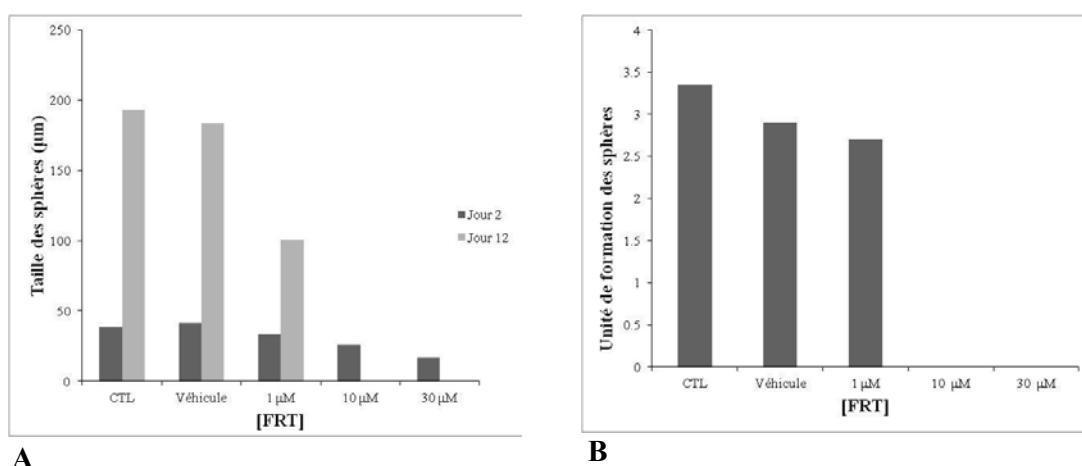 250
200
150
100
50
0
Taille des sphères (µm)
CTL
Véhicule
1 µM
10 µM
30 µM
[FRT]
Jour 2
Jour 12
A
4
3.5
3
2.5
2
1.5
1
0.5
0
Unité de formation des sphères
CTL
Véhicule
1 µM
10 µM
30 µM
[FRT]
B